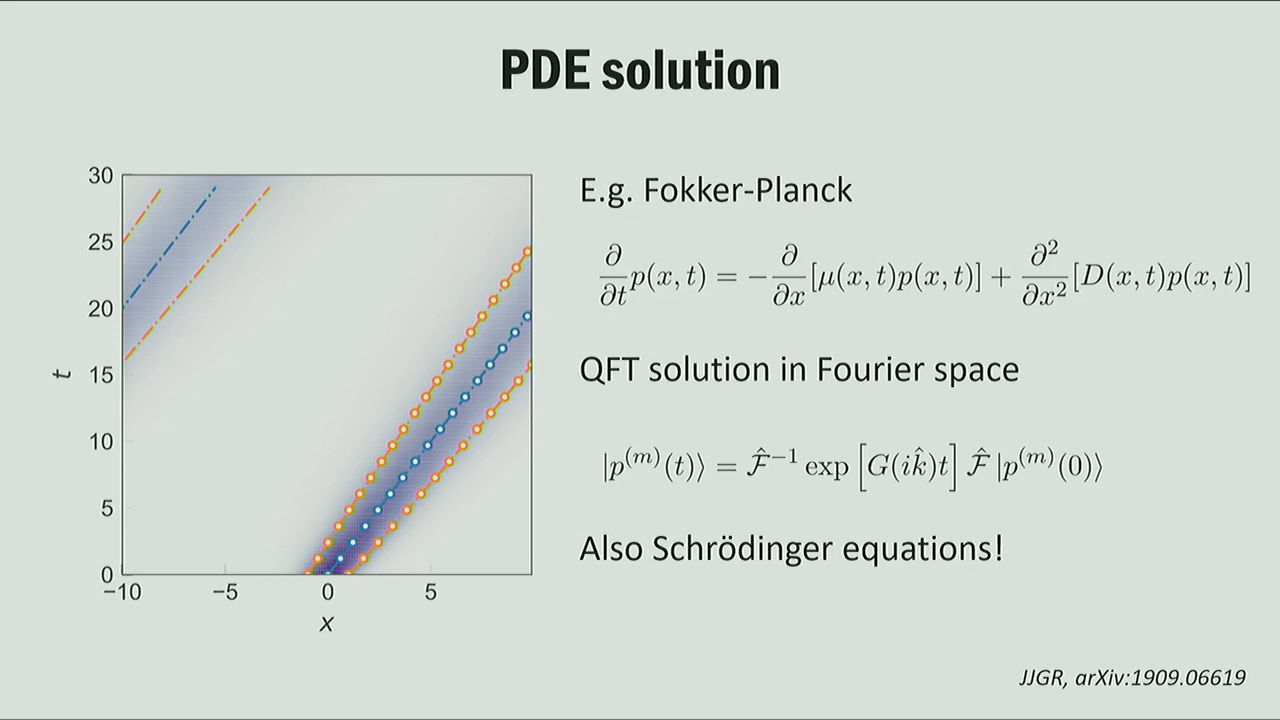 PDE solution
30
25
20
15
10
5
0
t
−10
−5
0
5
x
E.g. Fokker-Planck
∂/∂t p(x, t) = −∂/∂x [μ(x, t)p(x, t)] + ∂²/∂x² [D(x, t)p(x, t)]
QFT solution in Fourier space
|p^(m)(t)⟩ = F̂⁻¹ exp [G(ik̂)t] F̂ |p^(m)(0)⟩
Also Schrödinger equations!
JJGR, arXiv:1909.06619